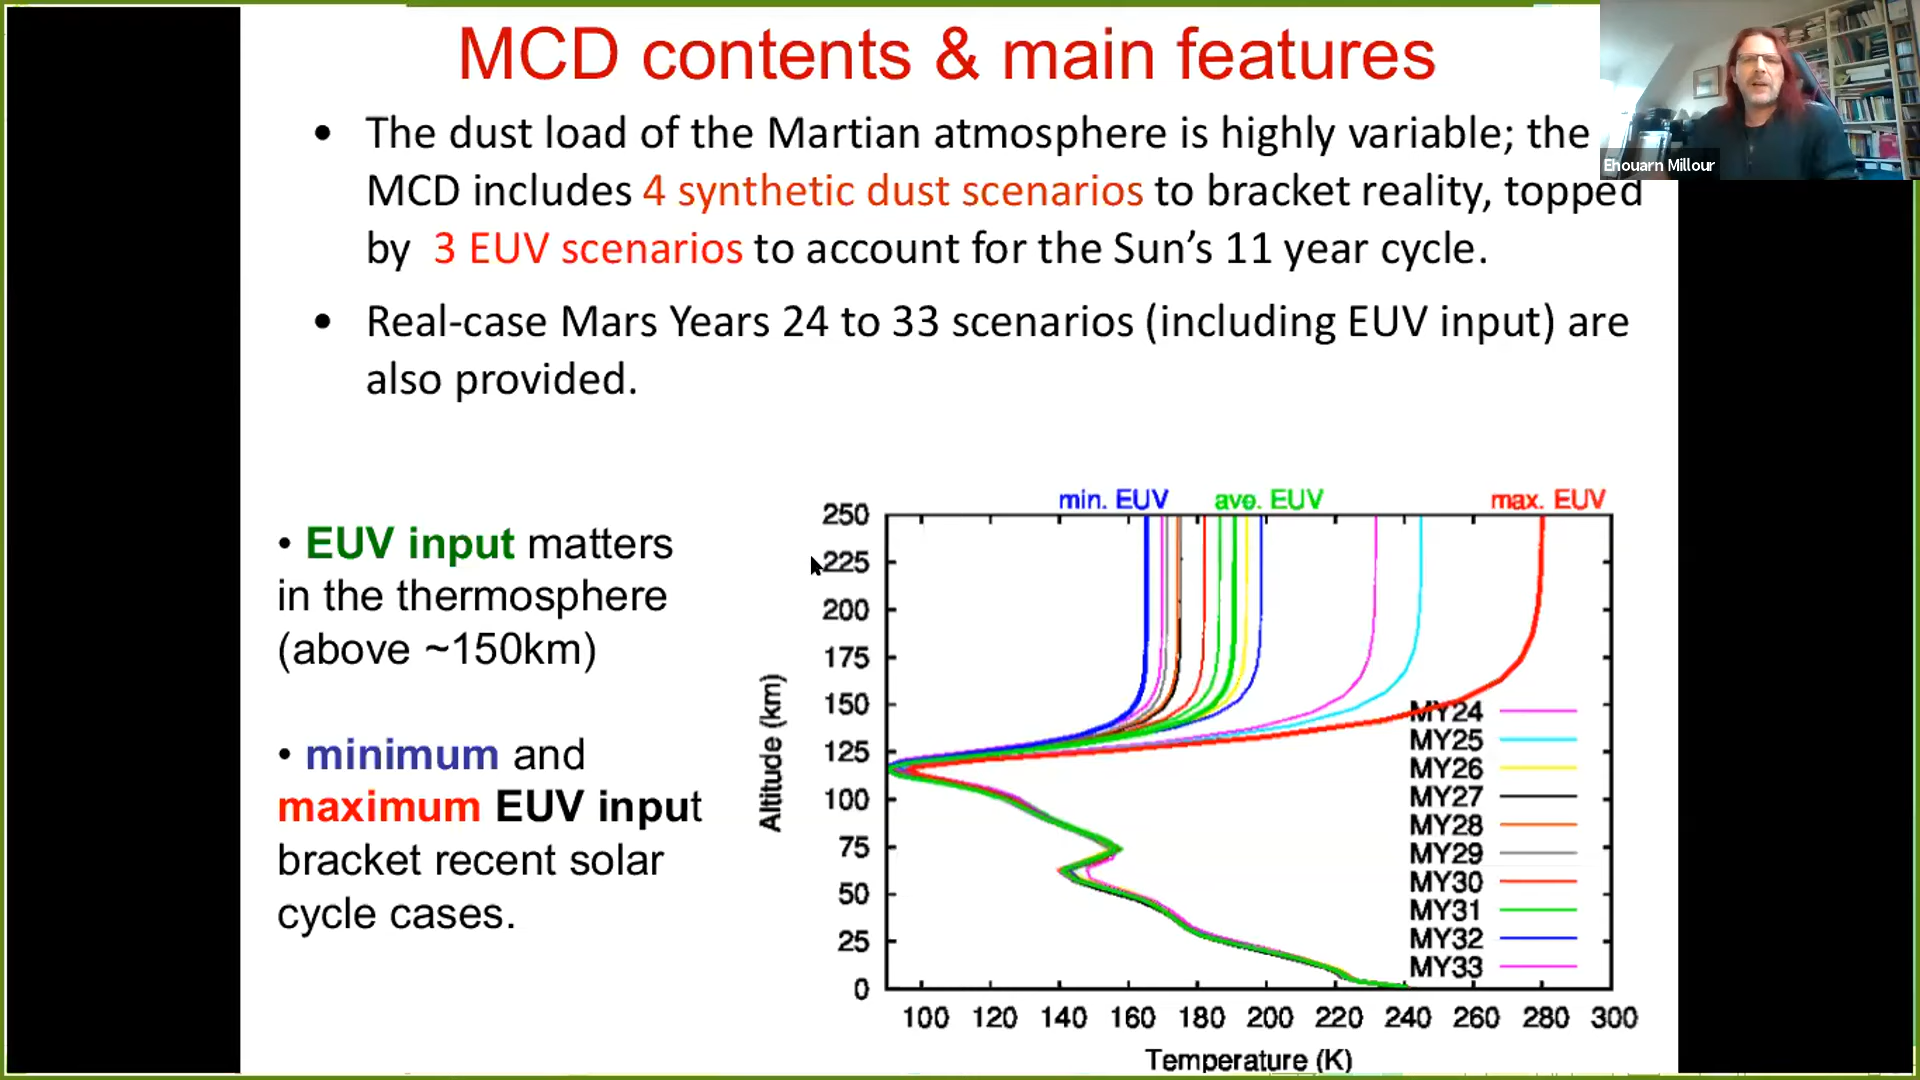 MCD contents & main features
• The dust load of the Martian atmosphere is highly variable; the
MCD includes 4 synthetic dust scenarios to bracket reality, topped
by 3 EUV scenarios to account for the Sun’s 11 year cycle.
• Real-case Mars Years 24 to 33 scenarios (including EUV input) are
also provided.
Ehouarn Millour
• EUV input matters
in the thermosphere
(above ~150km)
• minimum and
maximum EUV input
bracket recent solar
cycle cases.
min. EUV
ave. EUV
max. EUV
250
225
200
175
150
125
100
75
50
25
0
Altitude (km)
MY24
MY25
MY26
MY27
MY28
MY29
MY30
MY31
MY32
MY33
100 120 140 160 180 200 220 240 260 280 300
Temperature (K)